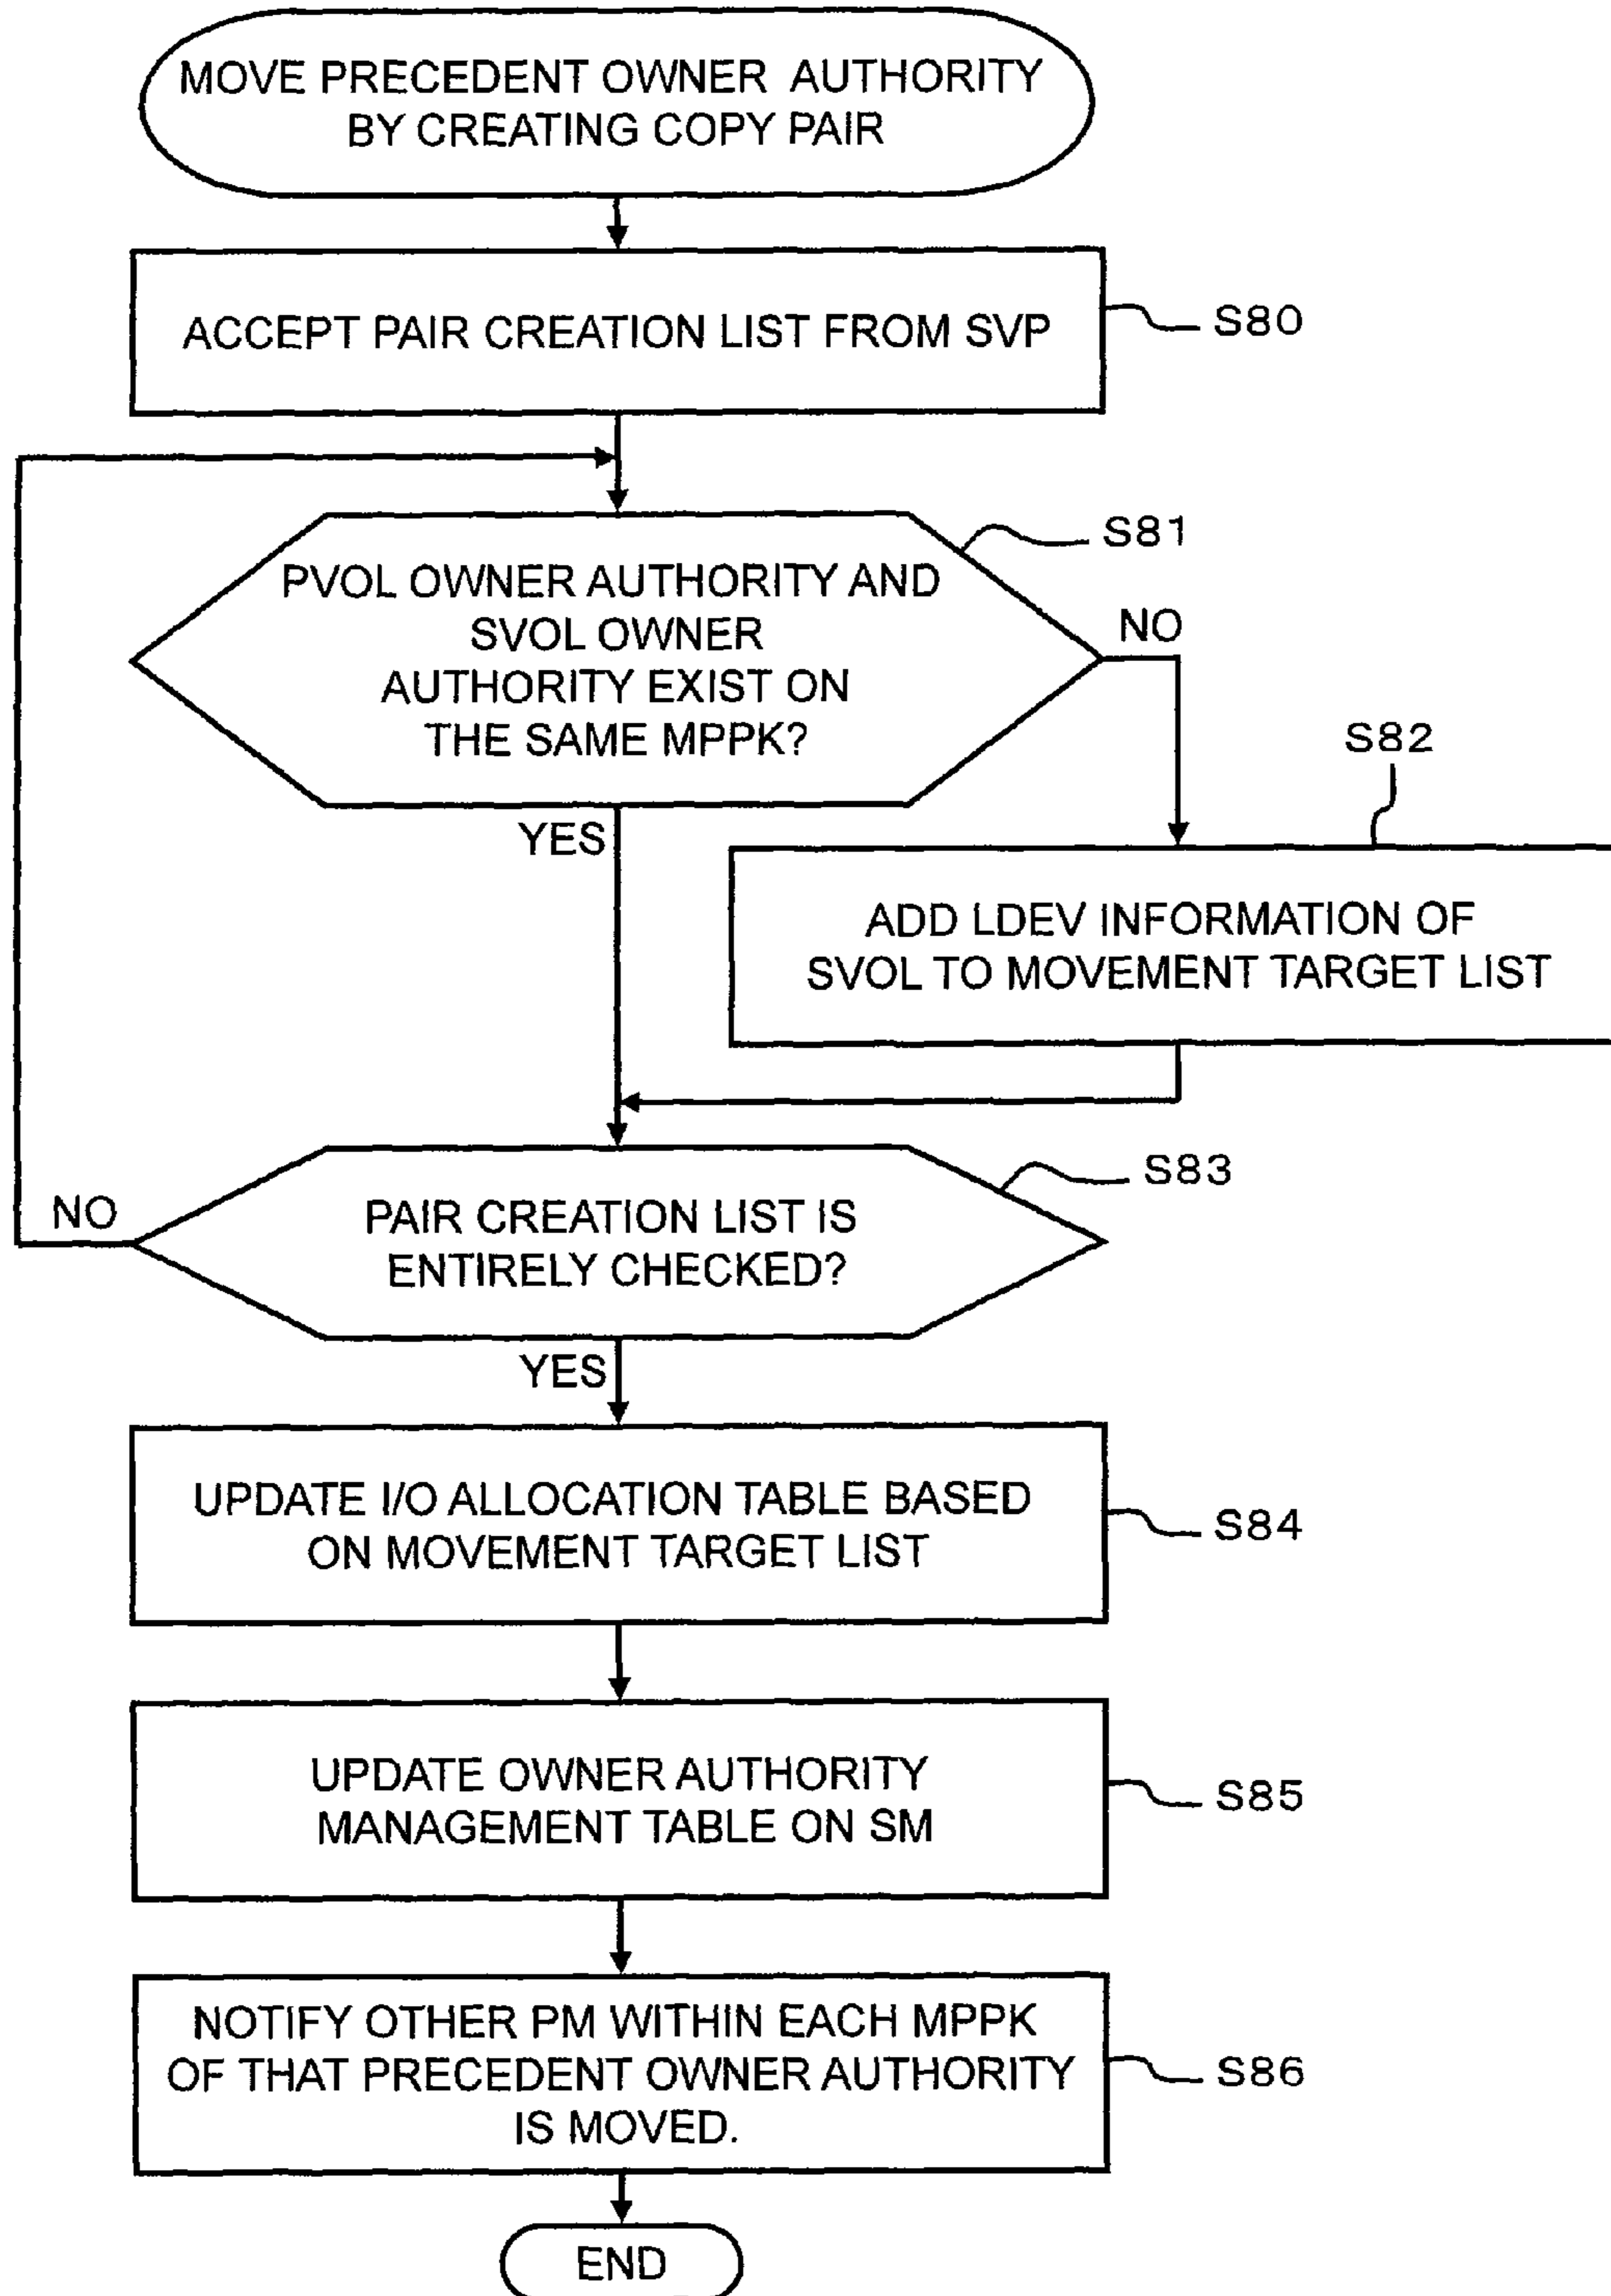 MOVE PRECEDENT OWNER AUTHORITY
BY CREATING COPY PAIR
ACCEPT PAIR CREATION LIST FROM SVP
S80
S81
PVOL OWNER AUTHORITY AND
SVOL OWNER
AUTHORITY EXIST ON
THE SAME MPPK?
NO
YES
S82
ADD LDEV INFORMATION OF
SVOL TO MOVEMENT TARGET LIST
S83
NO
PAIR CREATION LIST IS
ENTIRELY CHECKED?
YES
UPDATE I/O ALLOCATION TABLE BASED
ON MOVEMENT TARGET LIST
S84
UPDATE OWNER AUTHORITY
MANAGEMENT TABLE ON SM
S85
NOTIFY OTHER PM WITHIN EACH MPPK
OF THAT PRECEDENT OWNER AUTHORITY
IS MOVED.
S86
END